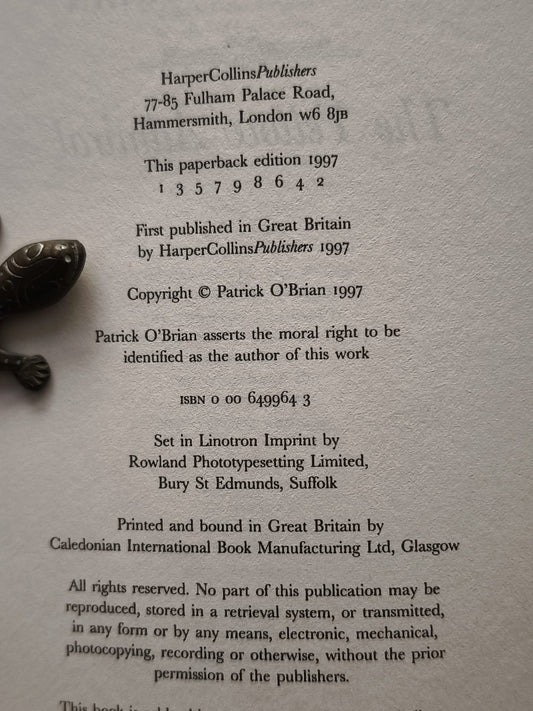 HarperCollinsPublishers
77-85 Fulham Palace Road,
Hammersmith, London W6 8JB
This paperback edition 1997
1 3 5 7 9 8 6 4 2
First published in Great Britain
by HarperCollinsPublishers 1997
Copyright © Patrick O'Brian 1997
Patrick O'Brian asserts the moral right to be
identified as the author of this work
ISBN 0 00 649964 3
Set in Linotron Imprint by
Rowland Phototypesetting Limited,
Bury St Edmunds, Suffolk
Printed and bound in Great Britain by
Caledonian International Book Manufacturing Ltd, Glasgow
All rights reserved. No part of this publication may be
reproduced, stored in a retrieval system, or transmitted,
in any form or by any means, electronic, mechanical,
photocopying, recording or otherwise, without the prior
permission of the publishers.
This book is